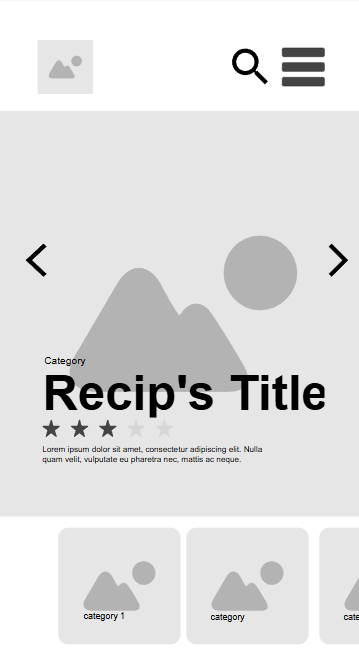 Category
Recip's Title
Lorem ipsum dolor sit amet, consectetur adipiscing elit. Nulla
quam velit, vulputate eu pharetra nec, mattis ac neque.
category 1
category
cate